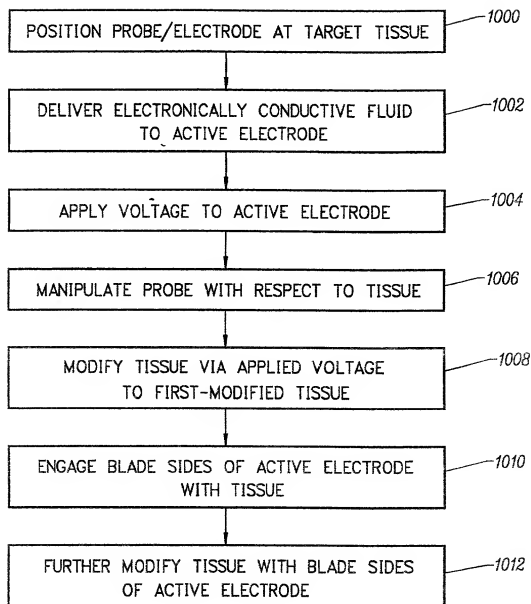 POSITION PROBE/ELECTRODE AT TARGET TISSUE
1000
DELIVER ELECTRONICALLY CONDUCTIVE FLUID
TO ACTIVE ELECTRODE
1002
APPLY VOLTAGE TO ACTIVE ELECTRODE
1004
MANIPULATE PROBE WITH RESPECT TO TISSUE
1006
MODIFY TISSUE VIA APPLIED VOLTAGE
TO FIRST-MODIFIED TISSUE
1008
ENGAGE BLADE SIDES OF ACTIVE ELECTRODE
WITH TISSUE
1010
FURTHER MODIFY TISSUE WITH BLADE SIDES
OF ACTIVE ELECTRODE
1012